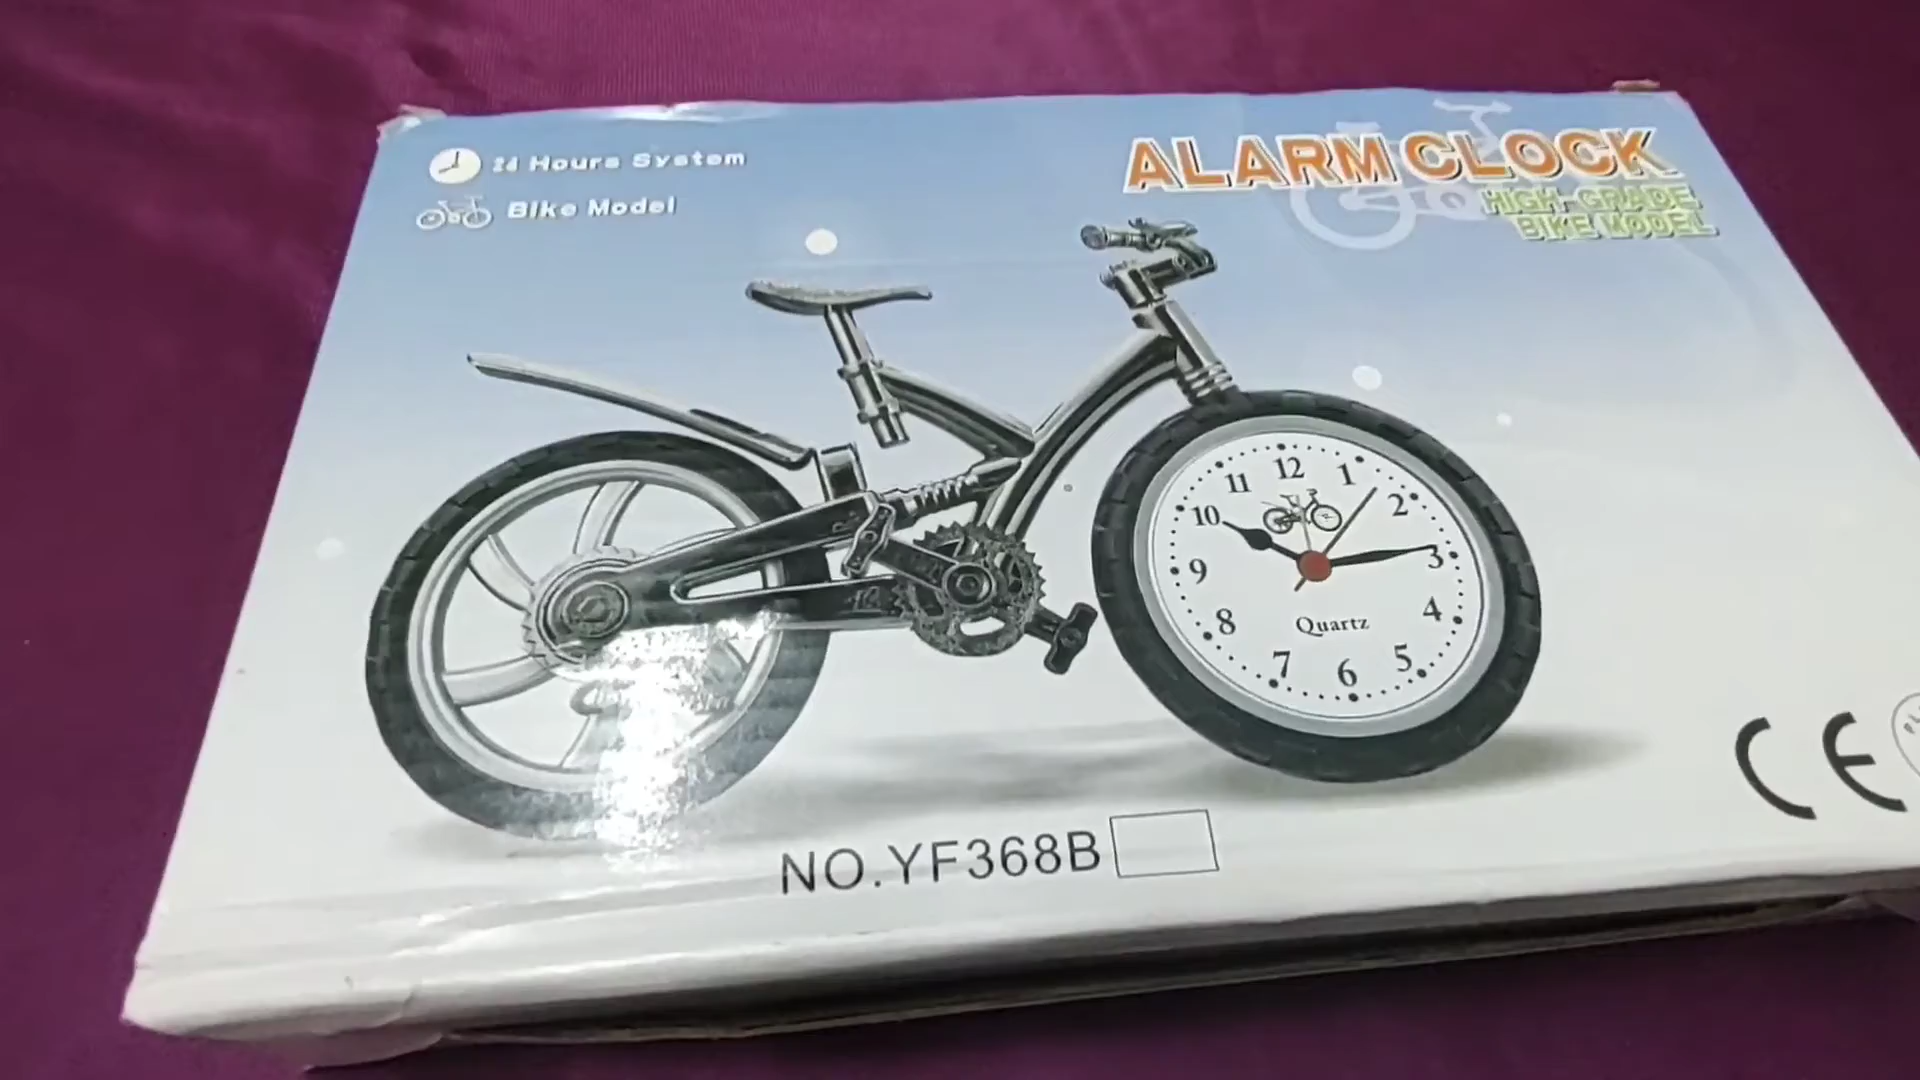 24 Hours System
Bike Model
ALARM CLOCK
HIGH-GRADE
BIKE MODEL
12
1
2
3
4
5
6
7
8
9
10
11
Quartz
NO.YF368B
CE